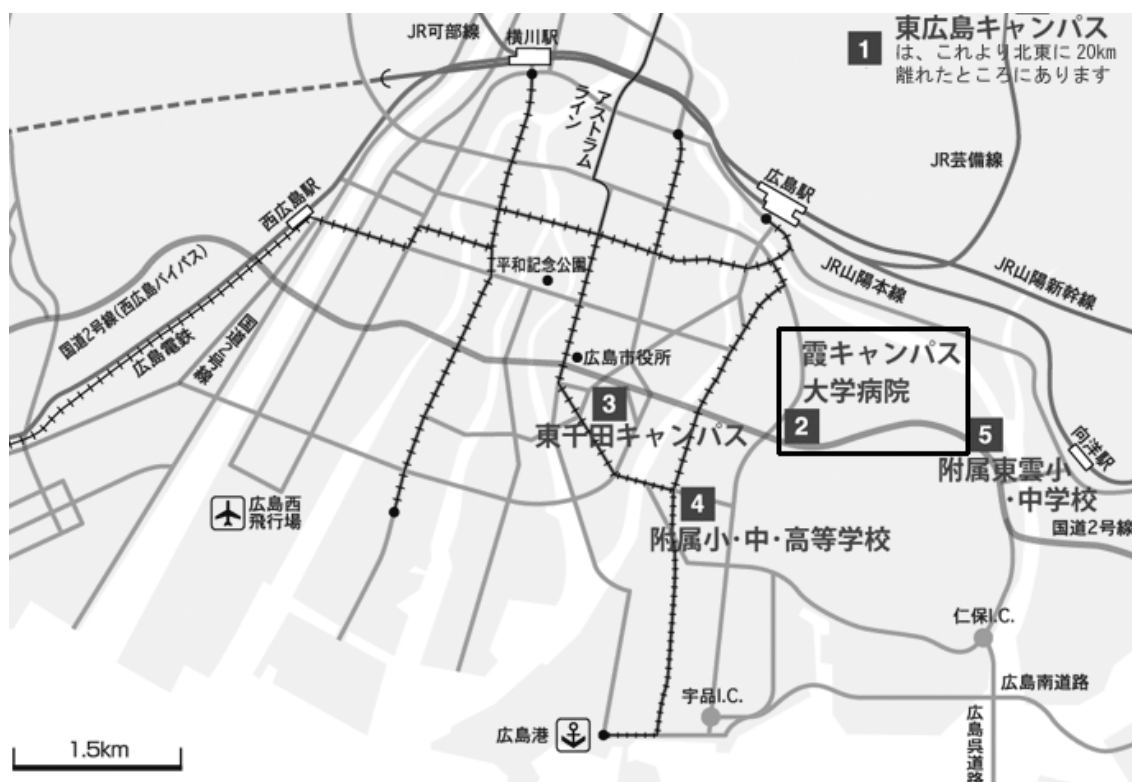 JR可部線
横川駅
1
東広島キャンパス
は、これより北東に 20km
離れたところにあります
アストラム
ライン
JR芸備線
広島駅
西広島駅
平和記念公園
JR山陽本線
JR山陽新幹線
国道2号線(西広島バイパス)
広島電鉄
国道2号線
広島市役所
霞キャンパス
大学病院
3
2
5
東千田キャンパス
向洋駅
附属東雲小
・中学校
広島西
飛行場
4
国道2号線
附属小・中・高等学校
仁保I.C.
宇品I.C.
広島南道路
広島港
広島呉道路
1.5km